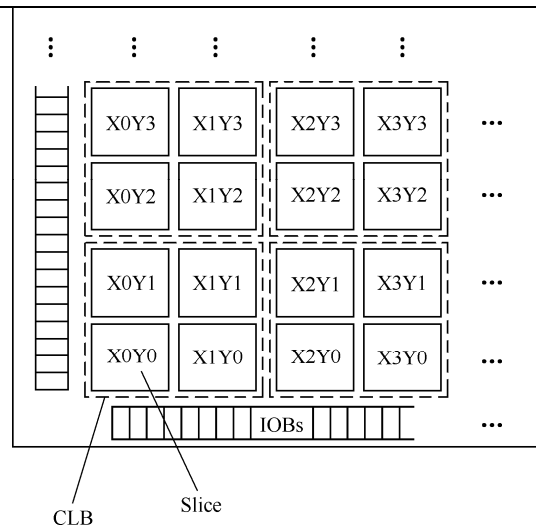 X0Y3 X1Y3 X2Y3 X3Y3
X0Y2 X1Y2 X2Y2 X3Y2
X0Y1 X1Y1 X2Y1 X3Y1
X0Y0 X1Y0 X2Y0 X3Y0
IOBs
Slice
CLB